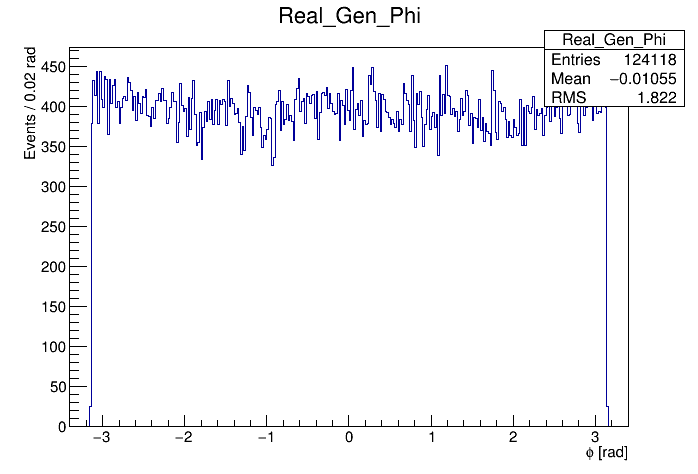 Real_Gen_Phi
Real_Gen_Phi
Entries 124118
Mean −0.01055
RMS 1.822
Events / 0.02 rad
450
400
350
300
250
200
150
100
50
0
−3 −2 −1 0 1 2 3
ϕ [rad]